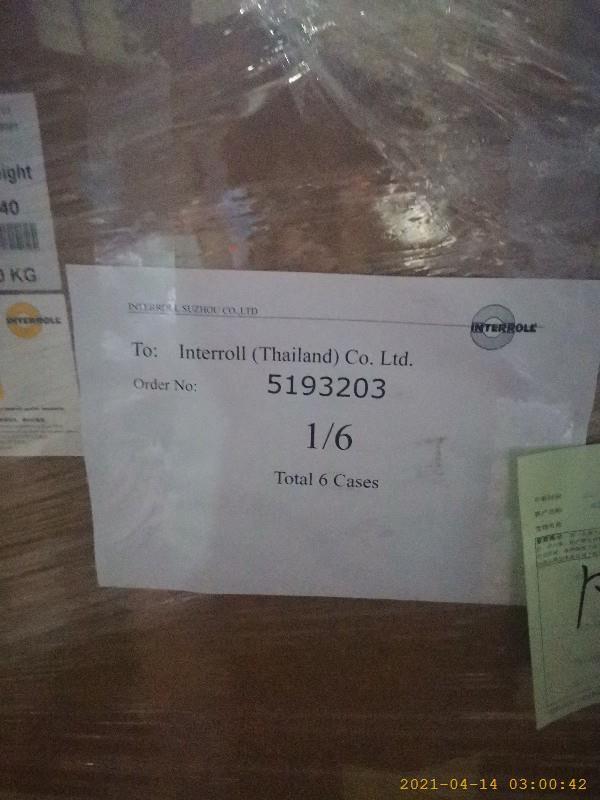 ight
40
0 KG
INTERROLL
INTERROLL SUZHOU CO.,LTD
INTERROLL
To: Interroll (Thailand) Co. Ltd.
Order No: 5193203
1/6
Total 6 Cases
2021-04-14 03:00:42